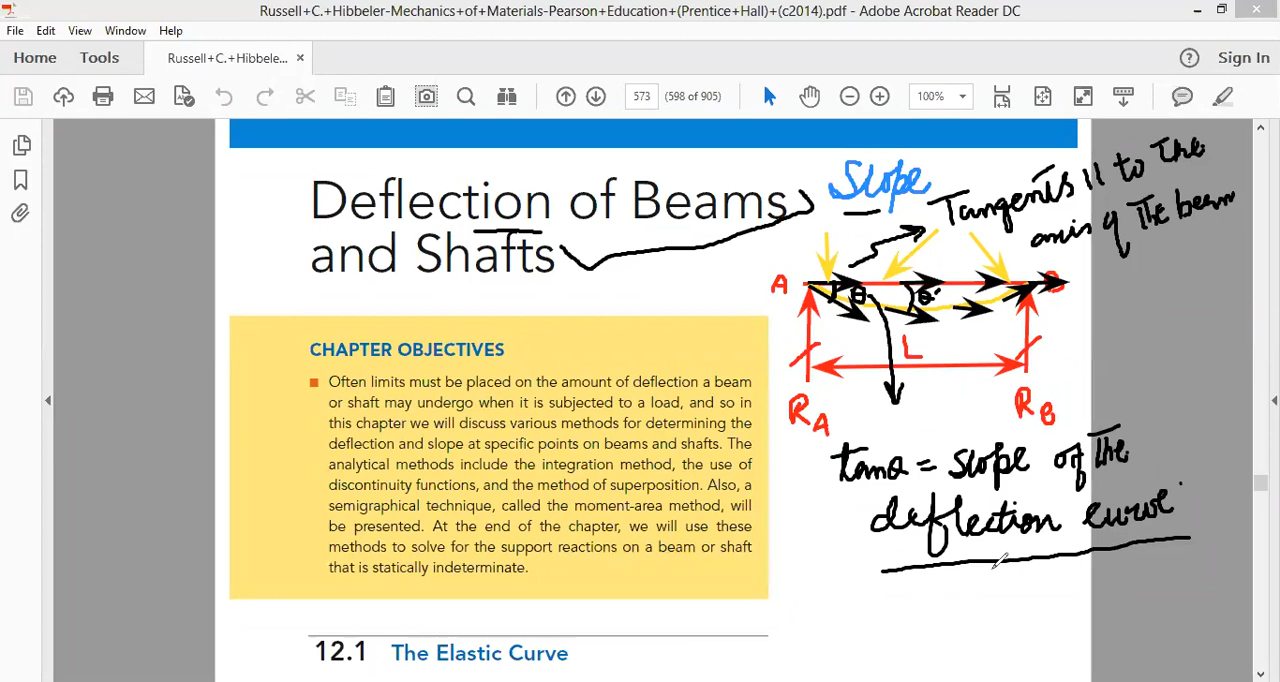 Russell+C.+Hibbeler-Mechanics+of+Materials-Pearson+Education+(Prentice+Hall)+(c2014).pdf - Adobe Acrobat Reader DC
File Edit View Window Help
Home Tools Russell+C.+Hibbele... × Sign In
573 (598 of 905) 100%
Deflection of Beams
and Shafts
Slope
Tangents 11 to The
axis of The beam
A θ θ' B
L
RA RB
tanθ = slope of The
deflection curve
CHAPTER OBJECTIVES
Often limits must be placed on the amount of deflection a beam
or shaft may undergo when it is subjected to a load, and so in
this chapter we will discuss various methods for determining the
deflection and slope at specific points on beams and shafts. The
analytical methods include the integration method, the use of
discontinuity functions, and the method of superposition. Also, a
semigraphical technique, called the moment-area method, will
be presented. At the end of the chapter, we will use these
methods to solve for the support reactions on a beam or shaft
that is statically indeterminate.
12.1 The Elastic Curve